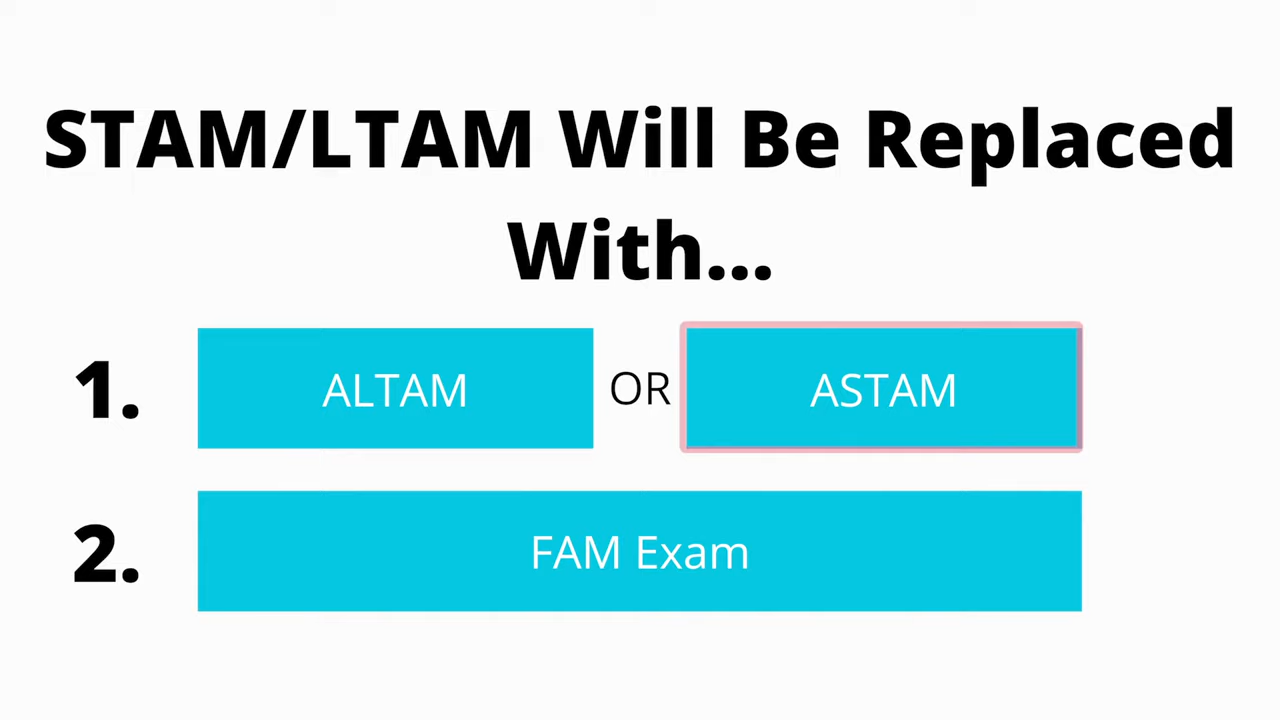 STAM/LTAM Will Be Replaced
With...
1. ALTAM OR ASTAM
2. FAM Exam